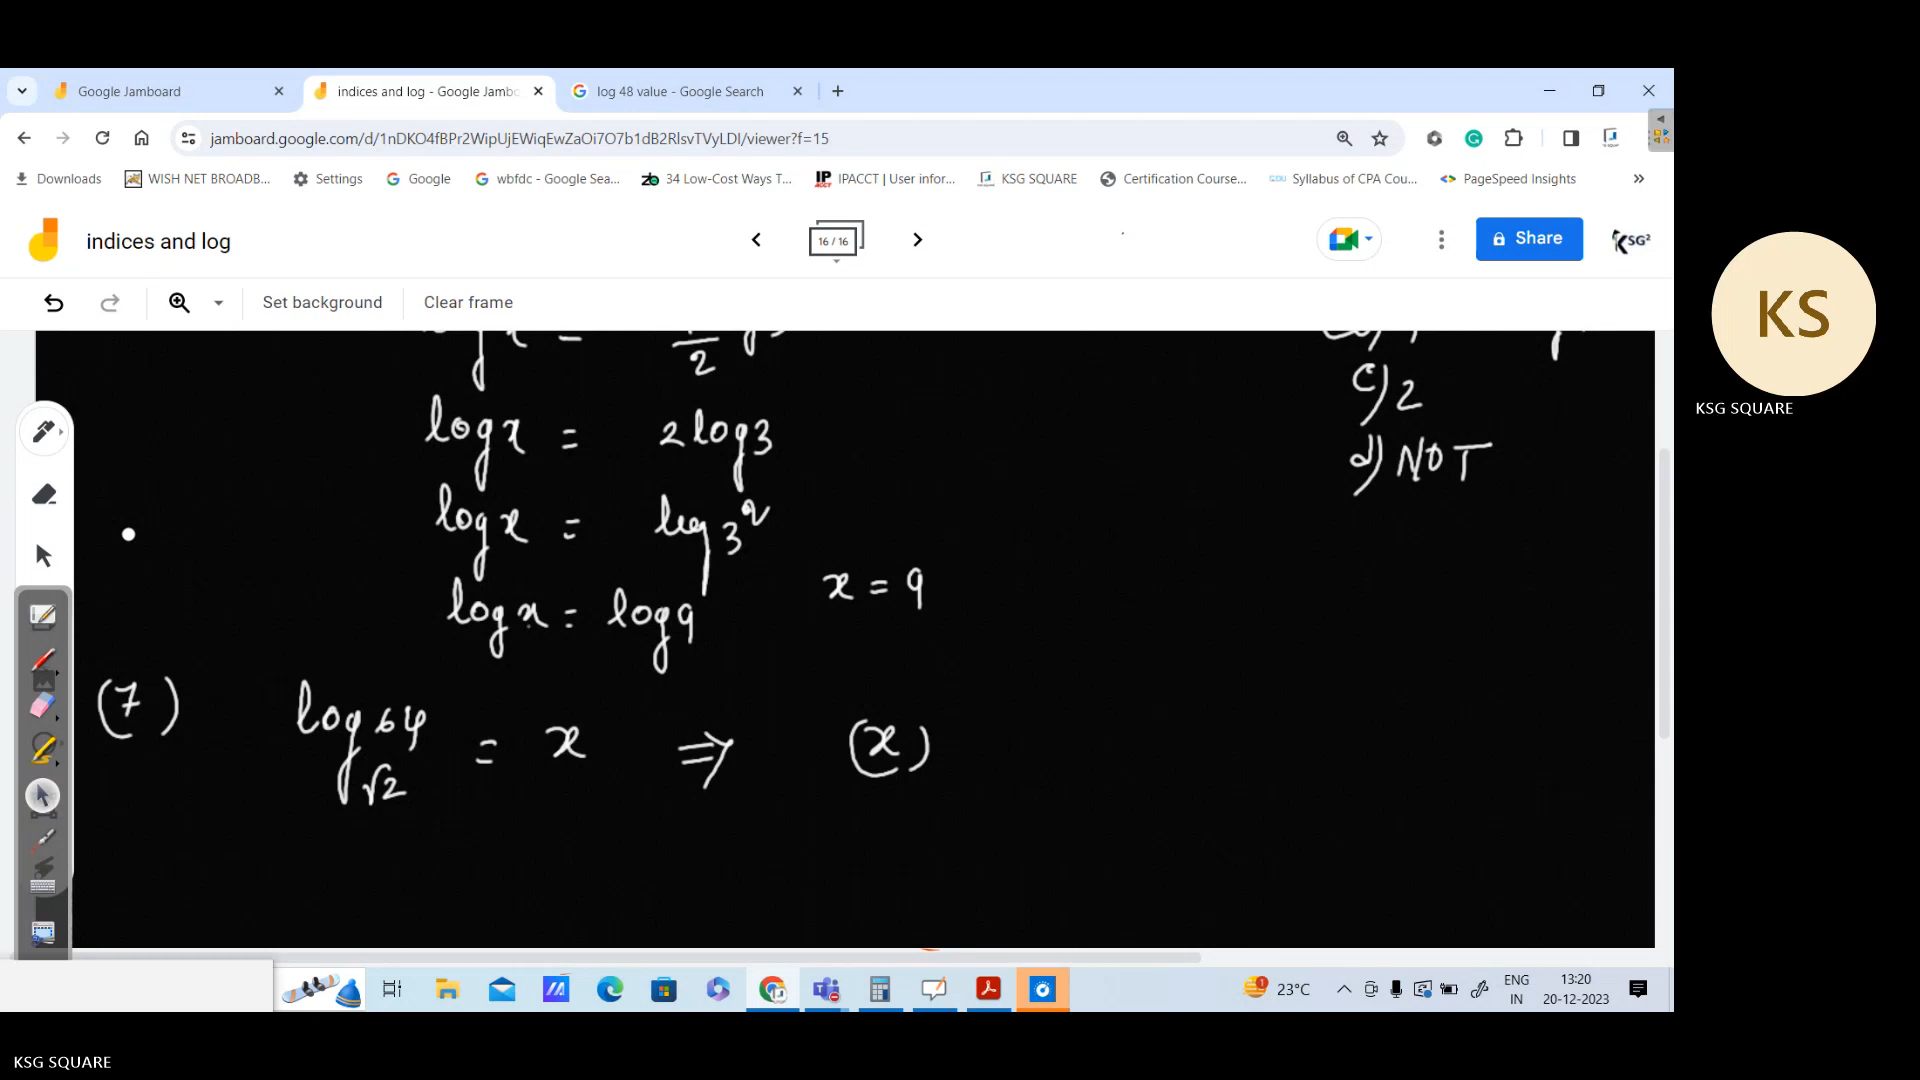 Google Jamboard
indices and log - Google Jambo
log 48 value - Google Search
jamboard.google.com/d/1nDKO4fBPr2WipUjEWiqEwZaOi7O7b1dB2RlsvTVyLDI/viewer?f=15
Downloads
WISH NET BROADB...
Settings
Google
wbfdc - Google Sea...
34 Low-Cost Ways T...
IPACCT | User infor...
KSG SQUARE
Certification Course...
Syllabus of CPA Cou...
PageSpeed Insights
»
indices and log
16 / 16
Share
KSG²
Set background
Clear frame
KS
KSG SQUARE
c) 2
log x = 2 log 3
d) NOT
log x = log 3²
x = 9
log x = log 9
(7) log 64 = x ⇒ (x)
√2
23°C
ENG
IN
13:20
20-12-2023
KSG SQUARE